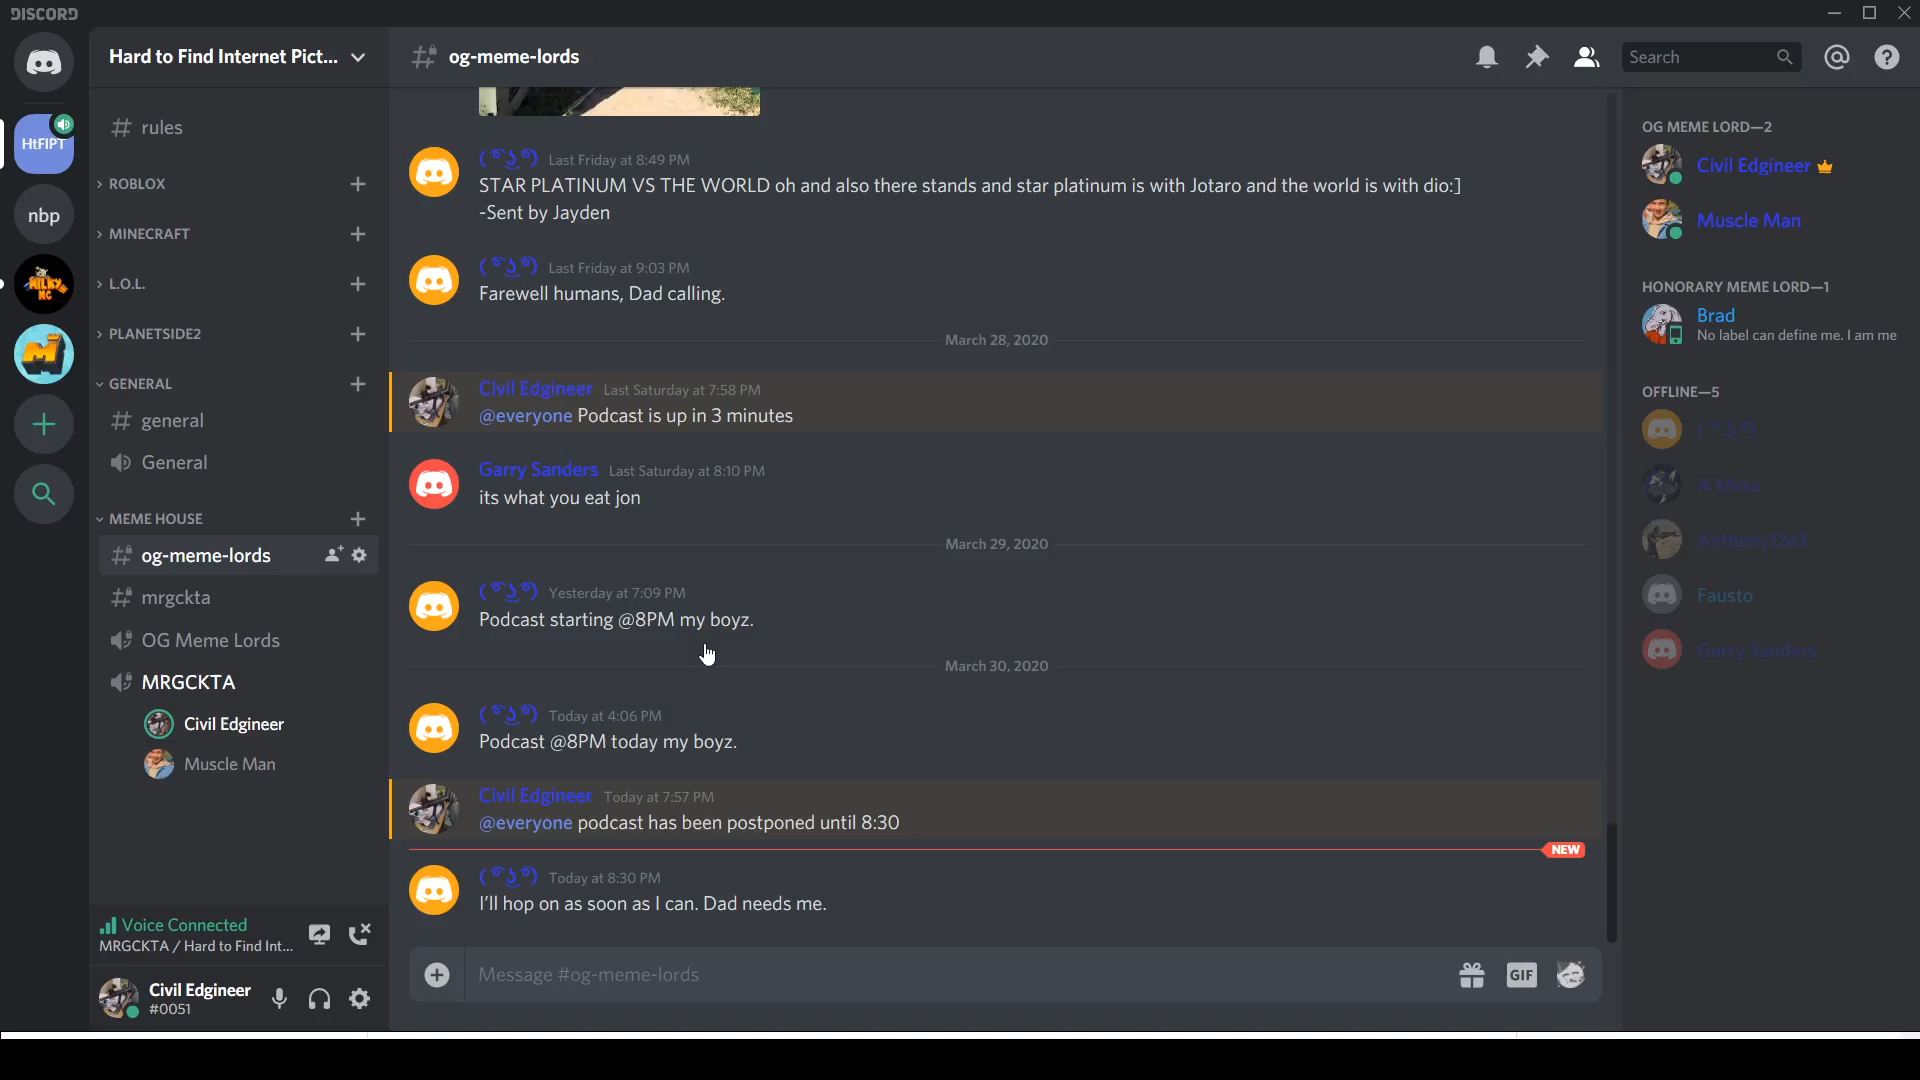 DISCORD
Hard to Find Internet Pict...
og-meme-lords
Search
HtFIPT
nbp
MILKY MC
rules
ROBLOX
MINECRAFT
L.O.L.
PLANETSIDE2
GENERAL
general
General
MEME HOUSE
og-meme-lords
mrgckta
OG Meme Lords
MRGCKTA
Civil Edgineer
Muscle Man
Voice Connected
MRGCKTA / Hard to Find Int...
Civil Edgineer
#0051
( ͡° ͜ʖ ͡°) Last Friday at 8:49 PM
STAR PLATINUM VS THE WORLD oh and also there stands and star platinum is with Jotaro and the world is with dio:]
-Sent by Jayden
( ͡° ͜ʖ ͡°) Last Friday at 9:03 PM
Farewell humans, Dad calling.
March 28, 2020
Civil Edgineer Last Saturday at 7:58 PM
@everyone Podcast is up in 3 minutes
Garry Sanders Last Saturday at 8:10 PM
its what you eat jon
March 29, 2020
( ͡° ͜ʖ ͡°) Yesterday at 7:09 PM
Podcast starting @8PM my boyz.
March 30, 2020
( ͡° ͜ʖ ͡°) Today at 4:06 PM
Podcast @8PM today my boyz.
Civil Edgineer Today at 7:57 PM
@everyone podcast has been postponed until 8:30
NEW
( ͡° ͜ʖ ͡°) Today at 8:30 PM
I'll hop on as soon as I can. Dad needs me.
Message #og-meme-lords
GIF
OG MEME LORD—2
Civil Edgineer
Muscle Man
HONORARY MEME LORD—1
Brad
No label can define me. I am me
OFFLINE—5
( ͡° ͜ʖ ͡°)
A Mess
Anthony12e3
Fausto
Garry Sanders